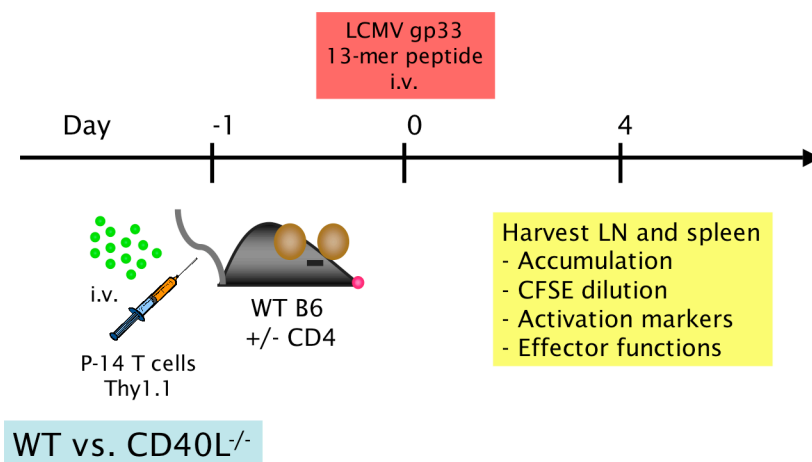 LCMV gp33
13-mer peptide
i.v.
Day -1 0 4
i.v.
P-14 T cells
Thy1.1
WT B6
+/- CD4
Harvest LN and spleen
- Accumulation
- CFSE dilution
- Activation markers
- Effector functions
WT vs. CD40L-/-